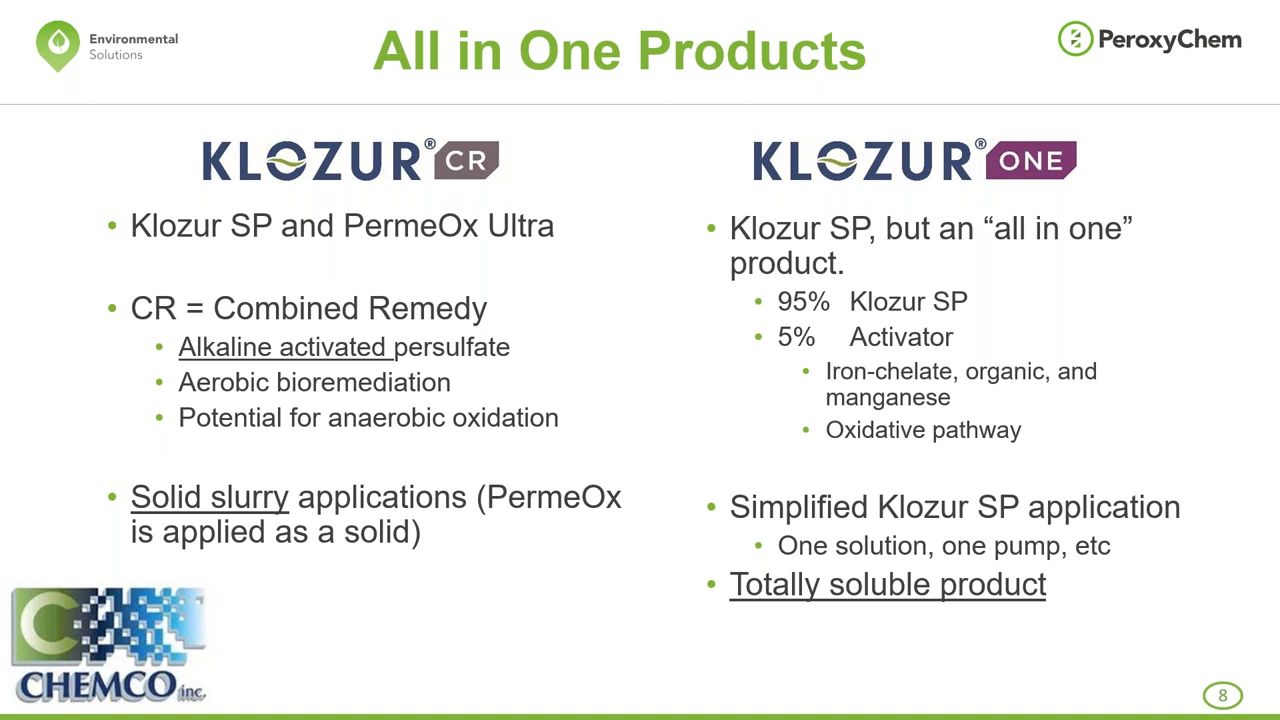 Environmental
Solutions
All in One Products
PeroxyChem
KLOZUR® CR
• Klozur SP and PermeOx Ultra
• CR = Combined Remedy
• Alkaline activated persulfate
• Aerobic bioremediation
• Potential for anaerobic oxidation
• Solid slurry applications (PermeOx
is applied as a solid)
KLOZUR® ONE
• Klozur SP, but an “all in one”
product.
• 95% Klozur SP
• 5% Activator
• Iron-chelate, organic, and
manganese
• Oxidative pathway
• Simplified Klozur SP application
• One solution, one pump, etc
• Totally soluble product
C
CHEMCO inc.
8